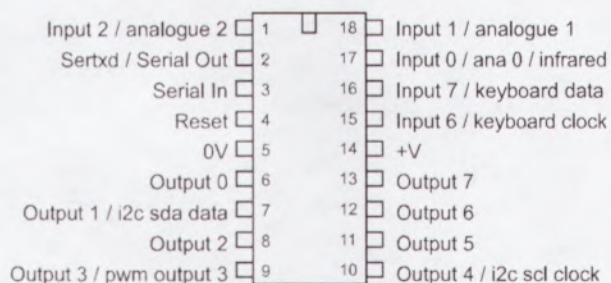 Input 2 / analogue 2 1 18 Input 1 / analogue 1
Sertxd / Serial Out 2 17 Input 0 / ana 0 / infrared
Serial In 3 16 Input 7 / keyboard data
Reset 4 15 Input 6 / keyboard clock
0V 5 14 +V
Output 0 6 13 Output 7
Output 1 / i2c sda data 7 12 Output 6
Output 2 8 11 Output 5
Output 3 / pwm output 3 9 10 Output 4 / i2c scl clock